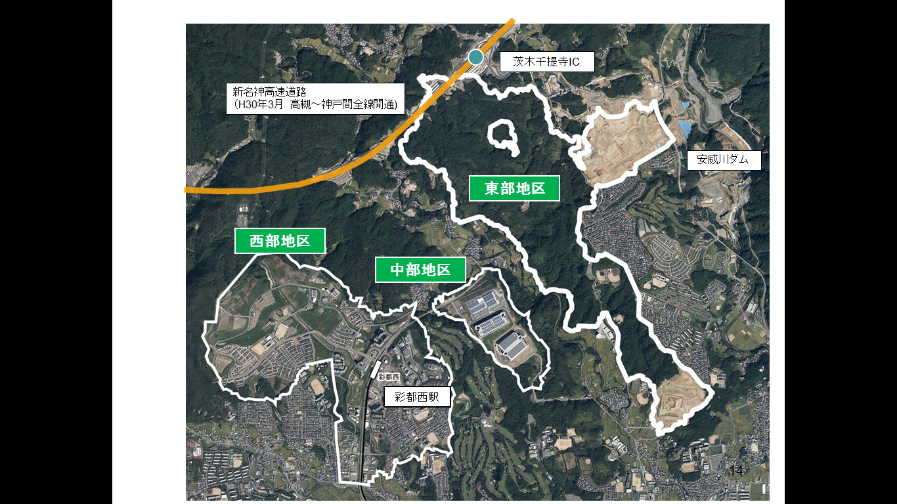 茨木千提寺IC
新名神高速道路
（H30年3月 高槻～神戸間全線開通)
安威川ダム
東部地区
西部地区
中部地区
彩都西
彩都西駅
14